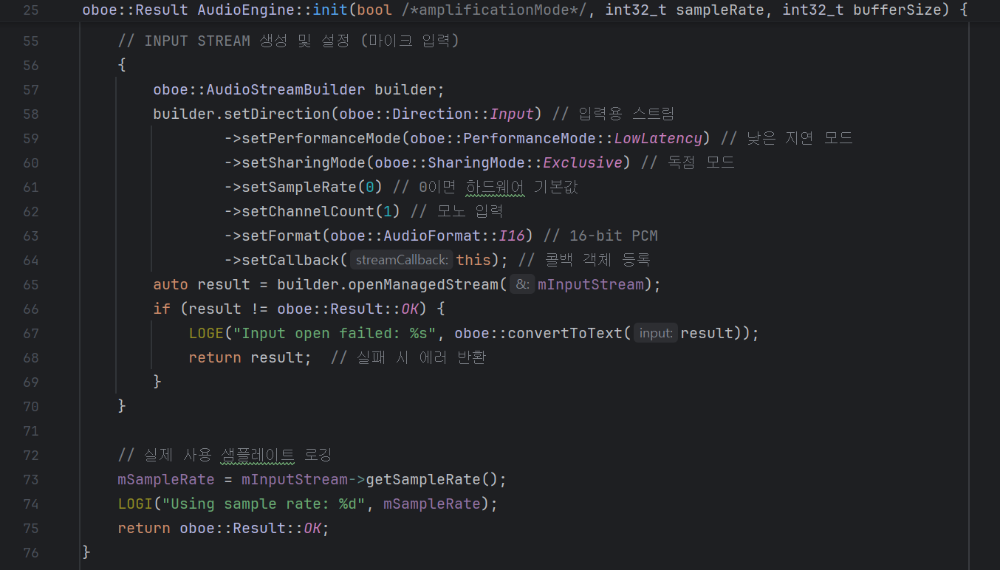 25 oboe::Result AudioEngine::init(bool /*amplificationMode*/, int32_t sampleRate, int32_t bufferSize) {
55 // INPUT STREAM 생성 및 설정 (마이크 입력)
56 {
57 oboe::AudioStreamBuilder builder;
58 builder.setDirection(oboe::Direction::Input) // 입력용 스트림
59 ->setPerformanceMode(oboe::PerformanceMode::LowLatency) // 낮은 지연 모드
60 ->setSharingMode(oboe::SharingMode::Exclusive) // 독점 모드
61 ->setSampleRate(0) // 0이면 하드웨어 기본값
62 ->setChannelCount(1) // 모노 입력
63 ->setFormat(oboe::AudioFormat::I16) // 16-bit PCM
64 ->setCallback( streamCallback: this); // 콜백 객체 등록
65 auto result = builder.openManagedStream( &: mInputStream);
66 if (result != oboe::Result::OK) {
67 LOGE("Input open failed: %s", oboe::convertToText( input: result));
68 return result; // 실패 시 에러 반환
69 }
70 }
71
72 // 실제 사용 샘플레이트 로깅
73 mSampleRate = mInputStream->getSampleRate();
74 LOGI("Using sample rate: %d", mSampleRate);
75 return oboe::Result::OK;
76 }